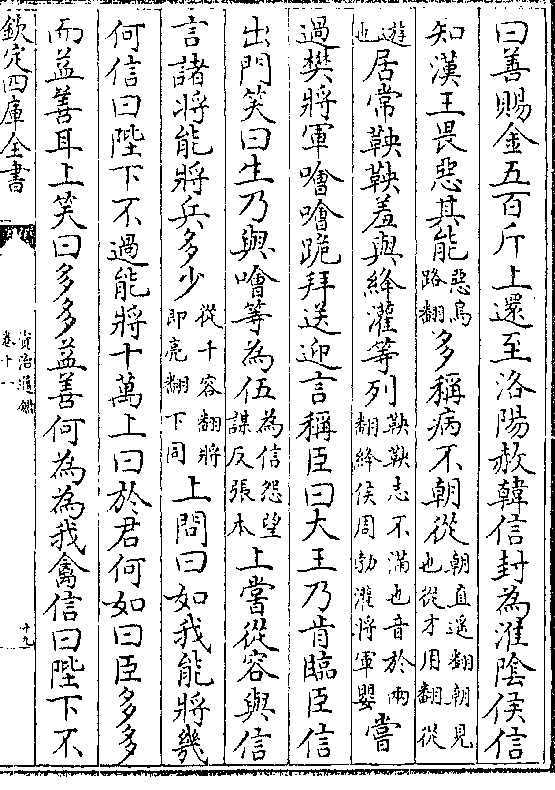 曰善賜金五百斤上還至洛陽赦韓信封為淮隂侯信
知漢王畏惡其能惡烏路翻多稱病不朝從朝直遥翻朝見也從才用翻從
遊也居常鞅鞅羞與絳灌等列鞅鞅志不滿也音於兩翻絳侯周勃灌將軍嬰嘗
過樊將軍噲噲跪拜送迎言稱臣曰大王乃肯臨臣信
出門笑曰生乃與噲等為伍為信怨望謀反張本上嘗從容與信
言諸將能將兵多少從千容翻將即亮翻下同上問曰如我能將幾
何信曰陛下不過能將十萬上曰於君何如曰臣多多
而益善耳上笑曰多多益善何為為我禽信曰陛下不
欽定四庫全書
資治通鑑
卷十一
十九